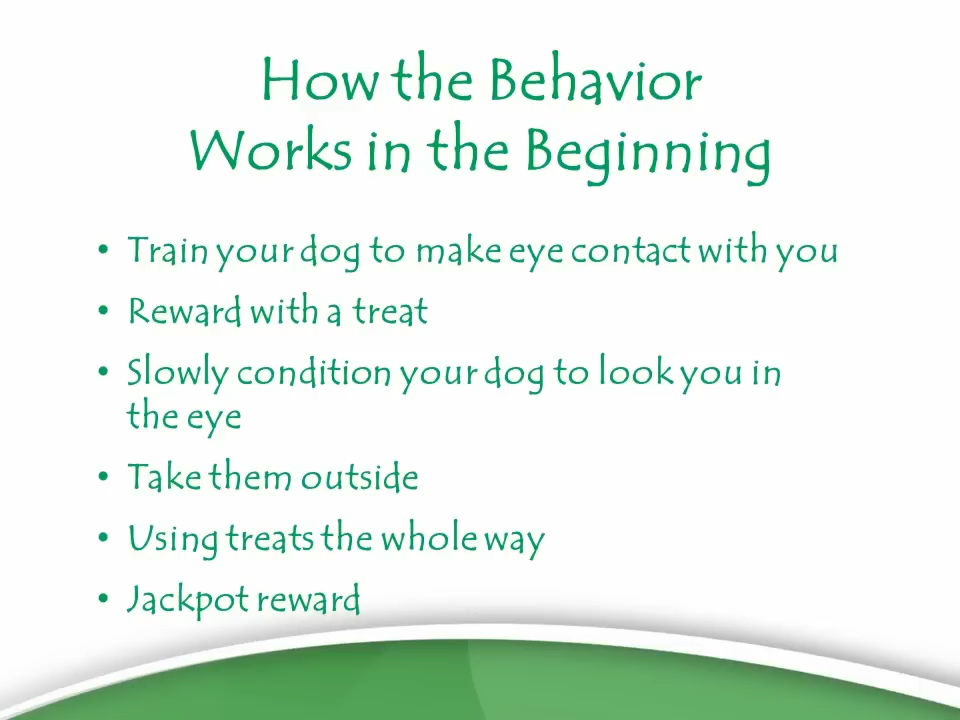 How the Behavior
Works in the Beginning
• Train your dog to make eye contact with you
• Reward with a treat
• Slowly condition your dog to look you in
the eye
• Take them outside
• Using treats the whole way
• Jackpot reward